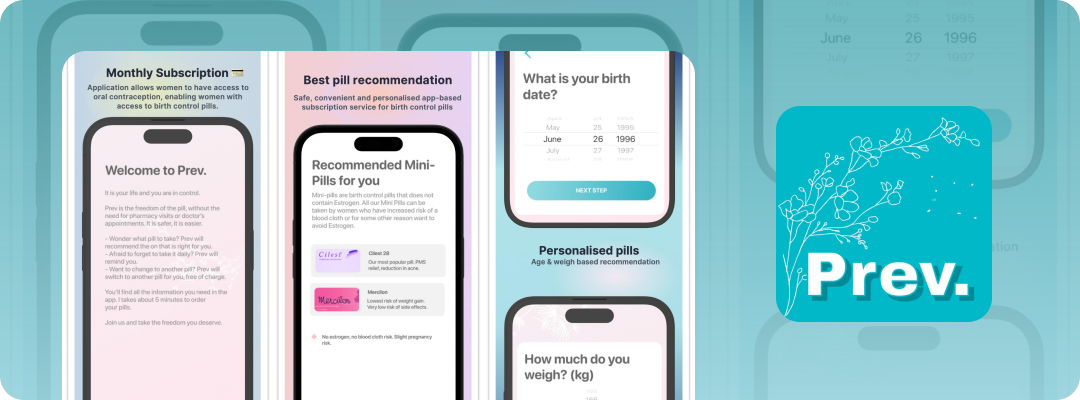 Monthly Subscription
Application allows women to have access to
oral contraception, enabling women with
access to birth control pills.
Welcome to Prev.
It is your life and you are in control.
Prev is the freedom of the pill, without the
need for pharmacy visits or doctor's
appointments. It is safer, it is easier.
- Wonder what pill to take? Prev will
recommend the on that is right for you.
- Afraid to forget to take it daily? Prev will
remind you.
- Want to change to another pill? Prev will
switch to another pill for you, free of charge.
You'll find all the information you need in the
app. I takes about 5 minutes to order
your pills.
Join us and take the freedom you deserve.
Best pill recommendation
Safe, convenient and personalised app-based
subscription service for birth control pills
Recommended Mini-
Pills for you
Mini-pills are birth control pills that does not
contain Estrogen. All our Mini Pills can be
taken by women who have increased risk of a
blood clot or for some other reason want to
avoid Estrogen.
Cilest
Cilest 28
Our most popular pill. PMS
relief, reduction in acne.
Mercilon
Mercilon
Lowest risk of weight gain.
Very low risk of side effects.
No estrogen, no blood clot risk. Slight pregnancy
risk.
What is your birth
date?
May 25 1995
June 26 1996
July 27 1997
NEXT STEP
Personalised pills
Age & weigh based recommendation
How much do you
weigh? (kg)
May 25 1995
June 26 1996
July 27 1997
Prev.